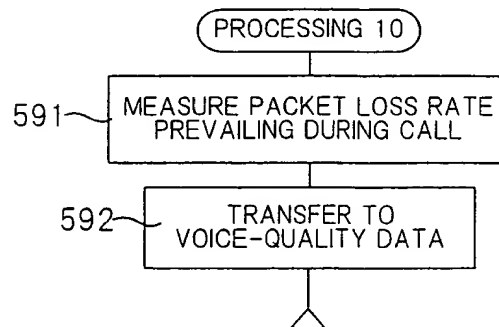 PROCESSING 10
591
MEASURE PACKET LOSS RATE
PREVAILING DURING CALL
592
TRANSFER TO
VOICE-QUALITY DATA